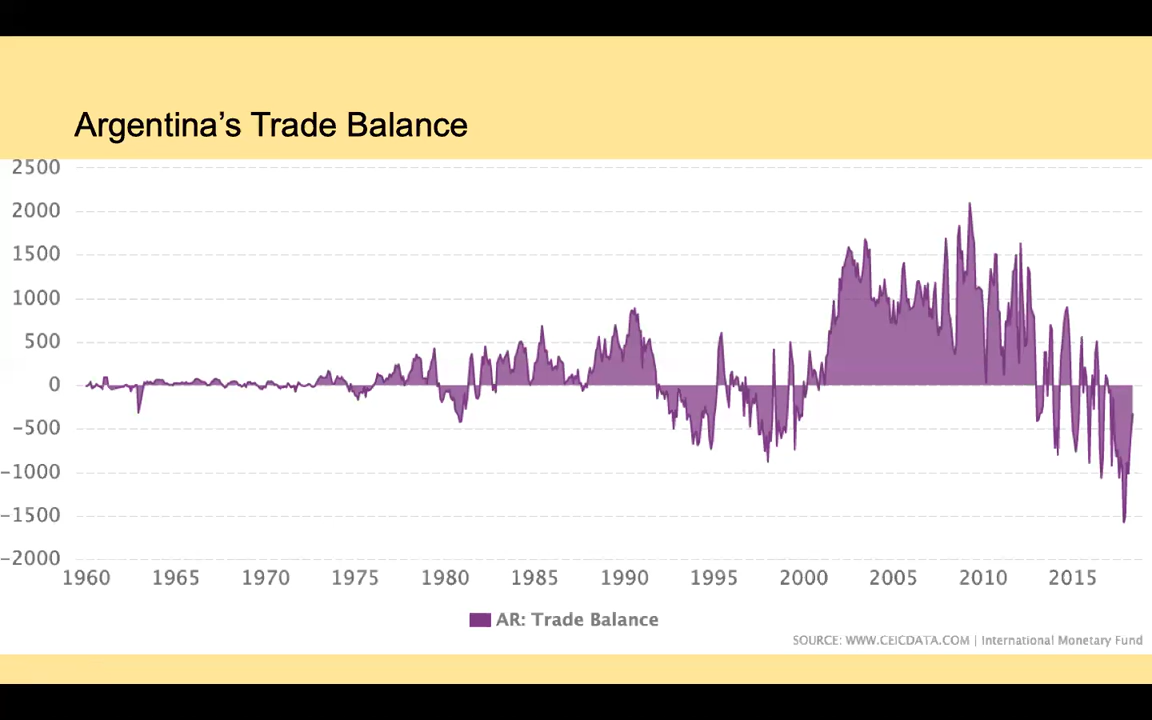 Argentina’s Trade Balance
2500
2000
1500
1000
500
0
−500
−1000
−1500
−2000
1960 1965 1970 1975 1980 1985 1990 1995 2000 2005 2010 2015
AR: Trade Balance
SOURCE: WWW.CEICDATA.COM | International Monetary Fund